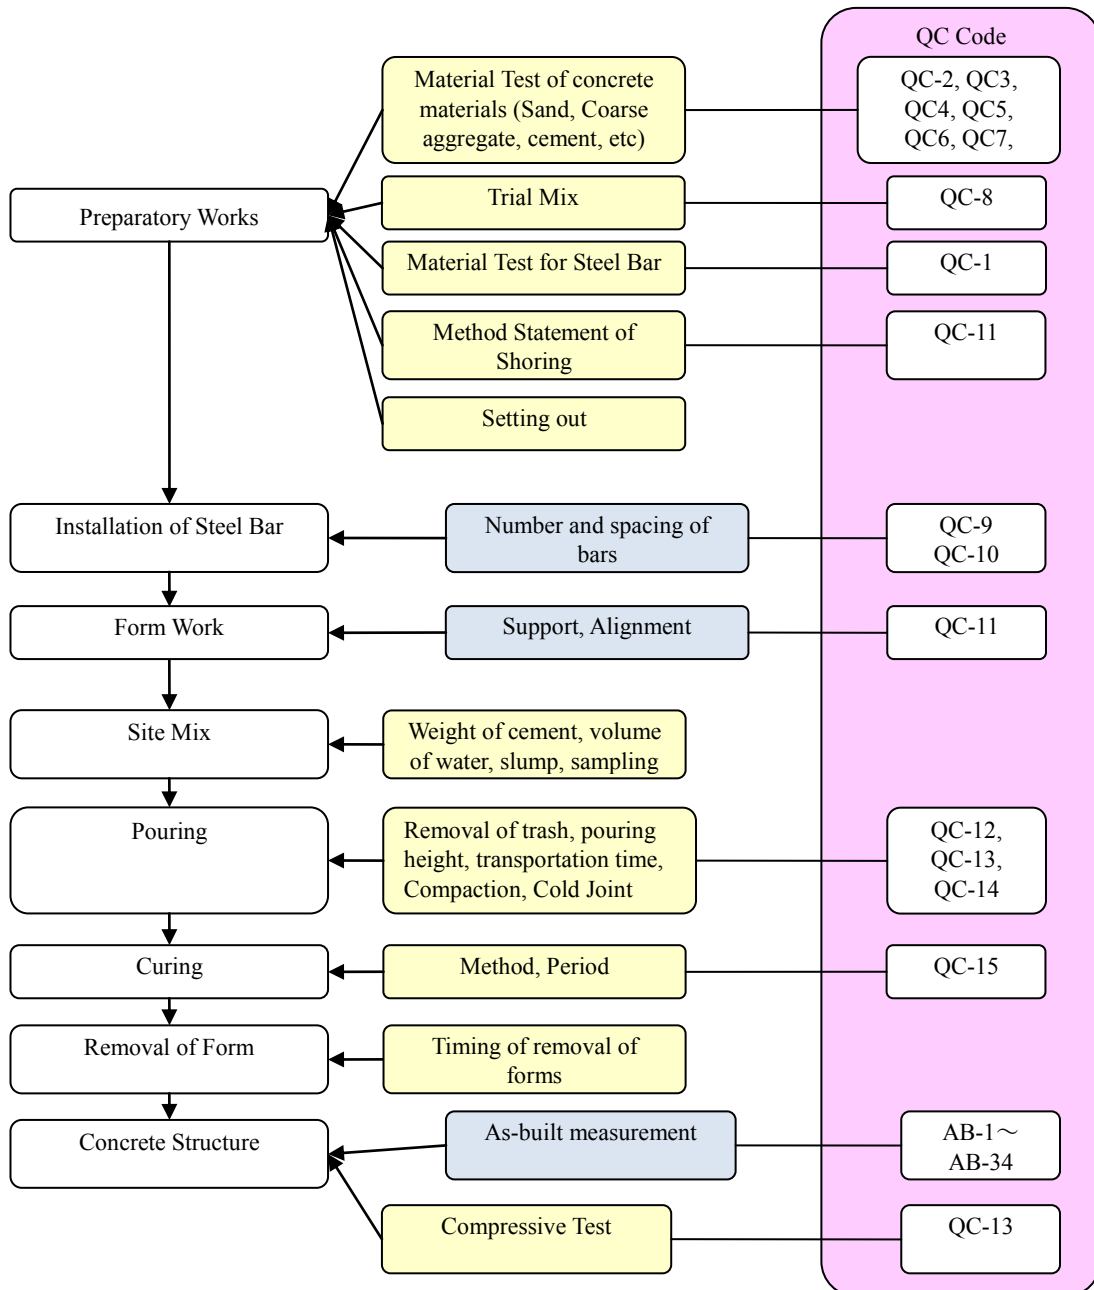 QC Code
Material Test of concrete
materials (Sand, Coarse
aggregate, cement, etc)
QC-2, QC3,
QC4, QC5,
QC6, QC7,
Preparatory Works
Trial Mix
QC-8
Material Test for Steel Bar
QC-1
Method Statement of
Shoring
QC-11
Setting out
Installation of Steel Bar
Number and spacing of
bars
QC-9
QC-10
Form Work
Support, Alignment
QC-11
Site Mix
Weight of cement, volume
of water, slump, sampling
Pouring
Removal of trash, pouring
height, transportation time,
Compaction, Cold Joint
QC-12,
QC-13,
QC-14
Curing
Method, Period
QC-15
Removal of Form
Timing of removal of
forms
Concrete Structure
As-built measurement
AB-1～
AB-34
Compressive Test
QC-13